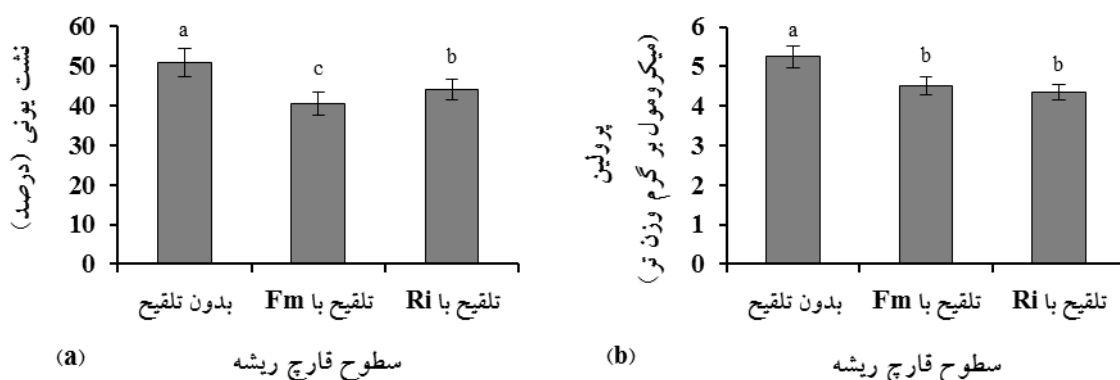 نشت یونی (درصد)
60
50
40
30
20
10
0
a
c
b
بدون تلقیح
تلقیح با Fm
تلقیح با Ri
سطوح قارچ ریشه
(a)
پرولین
(میکرومول بر گرم وزن تر)
6
5
4
3
2
1
0
a
b
b
بدون تلقیح
تلقیح با Fm
تلقیح با Ri
سطوح قارچ ریشه
(b)